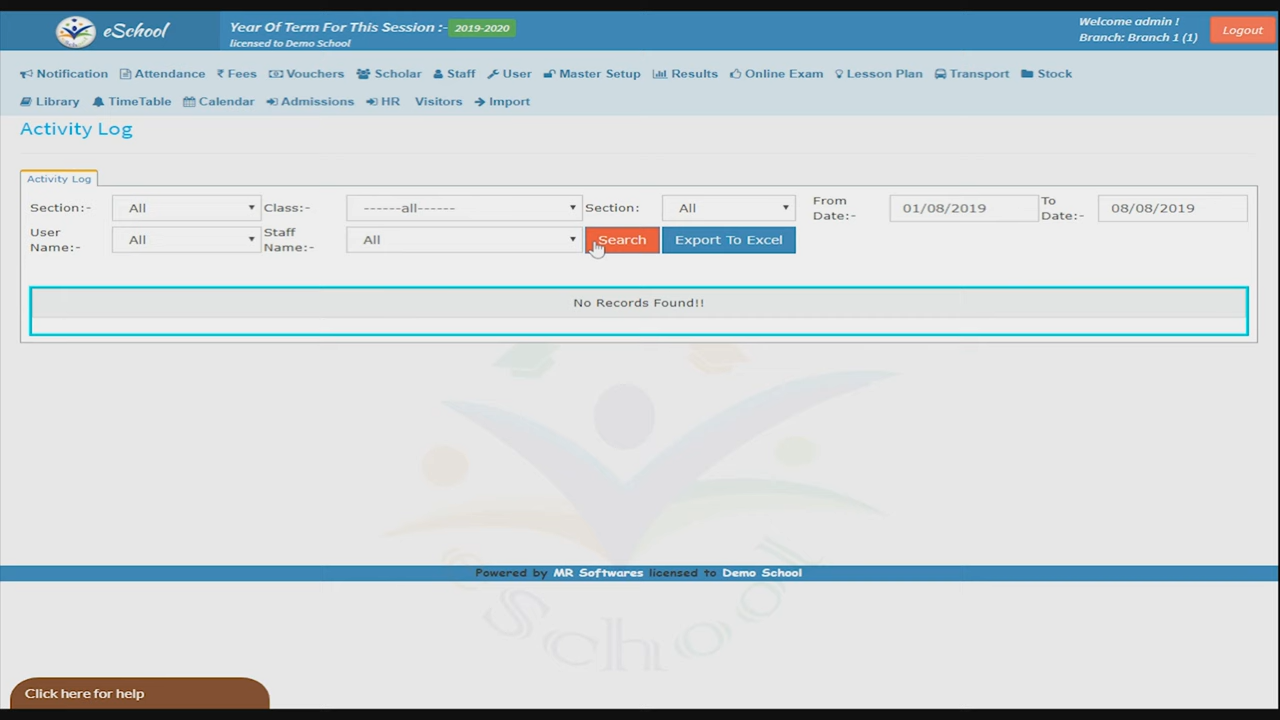 eSchool
Year Of Term For This Session :- 2019-2020
licensed to Demo School
Welcome admin !
Branch: Branch 1 (1)
Logout
Notification Attendance ₹ Fees Vouchers Scholar Staff User Master Setup Results Online Exam Lesson Plan Transport Stock
Library TimeTable Calendar Admissions HR Visitors Import
Activity Log
Activity Log
Section:- All Class:- ------all------ Section: All From Date:- 01/08/2019 To Date:- 08/08/2019
User Name:- All Staff Name:- All Search Export To Excel
No Records Found!!
eSchool
Powered by MR Softwares licensed to Demo School
Click here for help